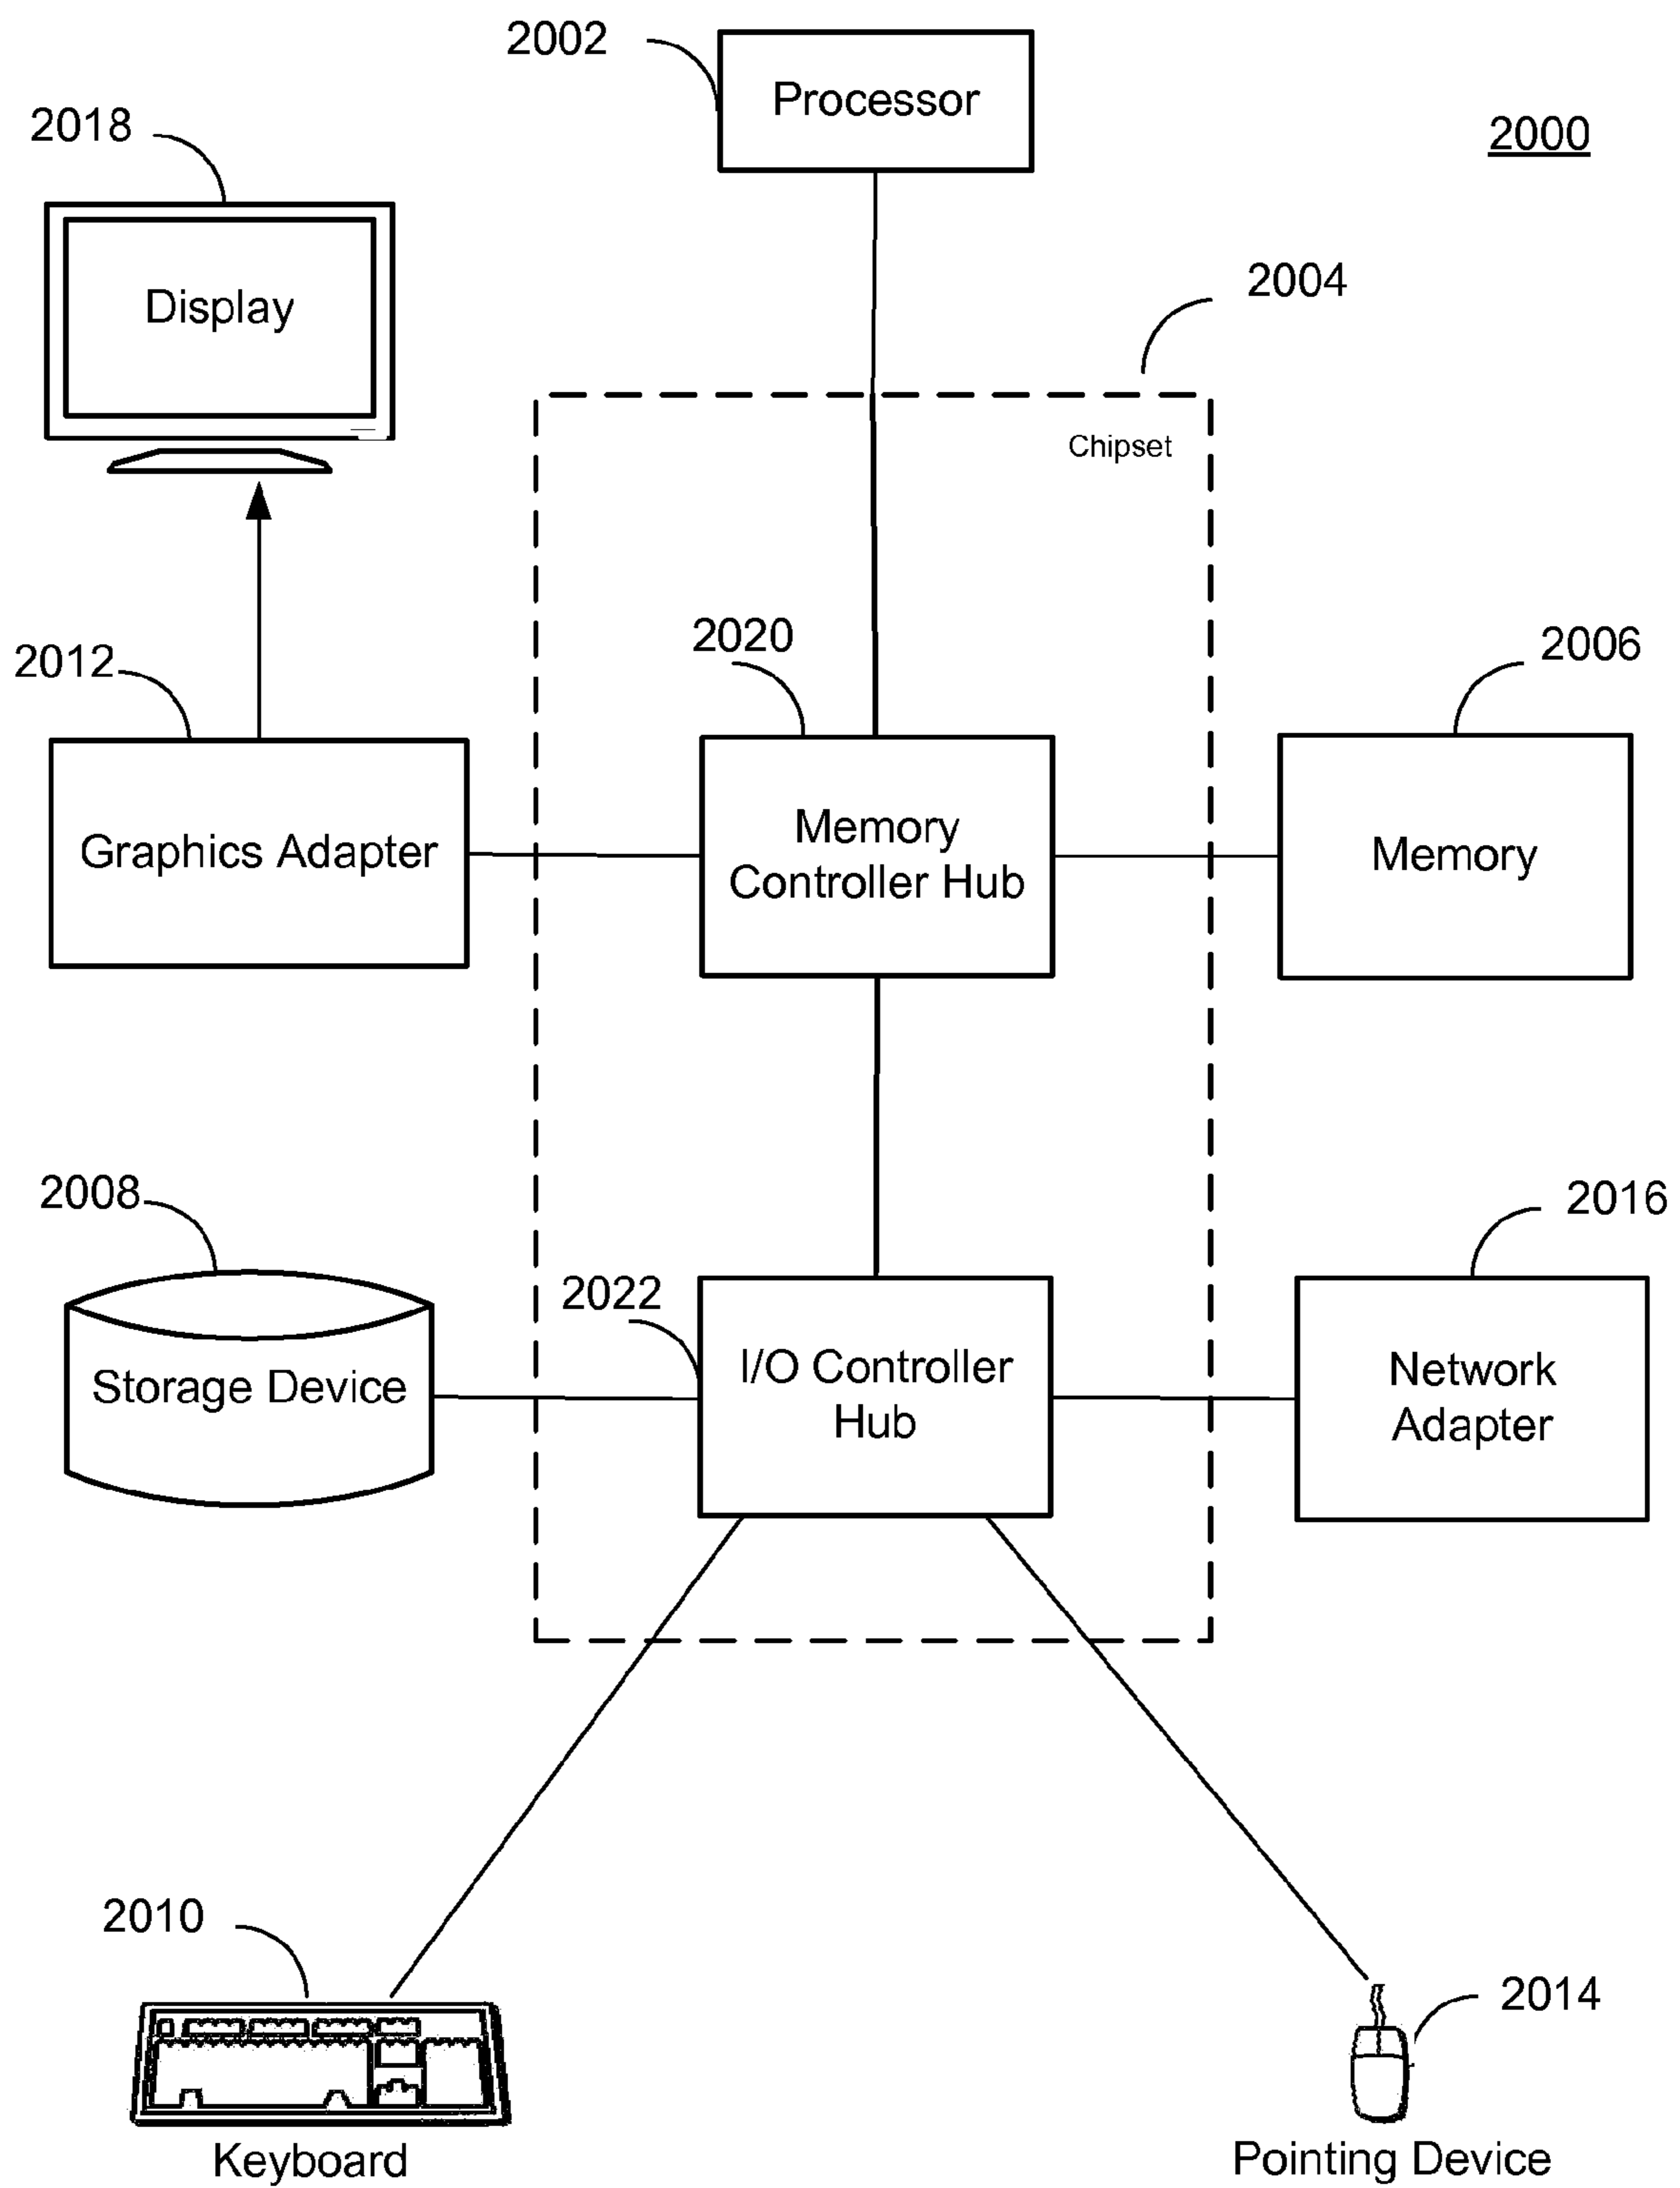 2002
Processor
2000
2018
Display
2004
Chipset
2012
2020
2006
Graphics Adapter
Memory
Controller Hub
Memory
2008
2022
2016
Storage Device
I/O Controller
Hub
Network
Adapter
2010
2014
Keyboard
Pointing Device